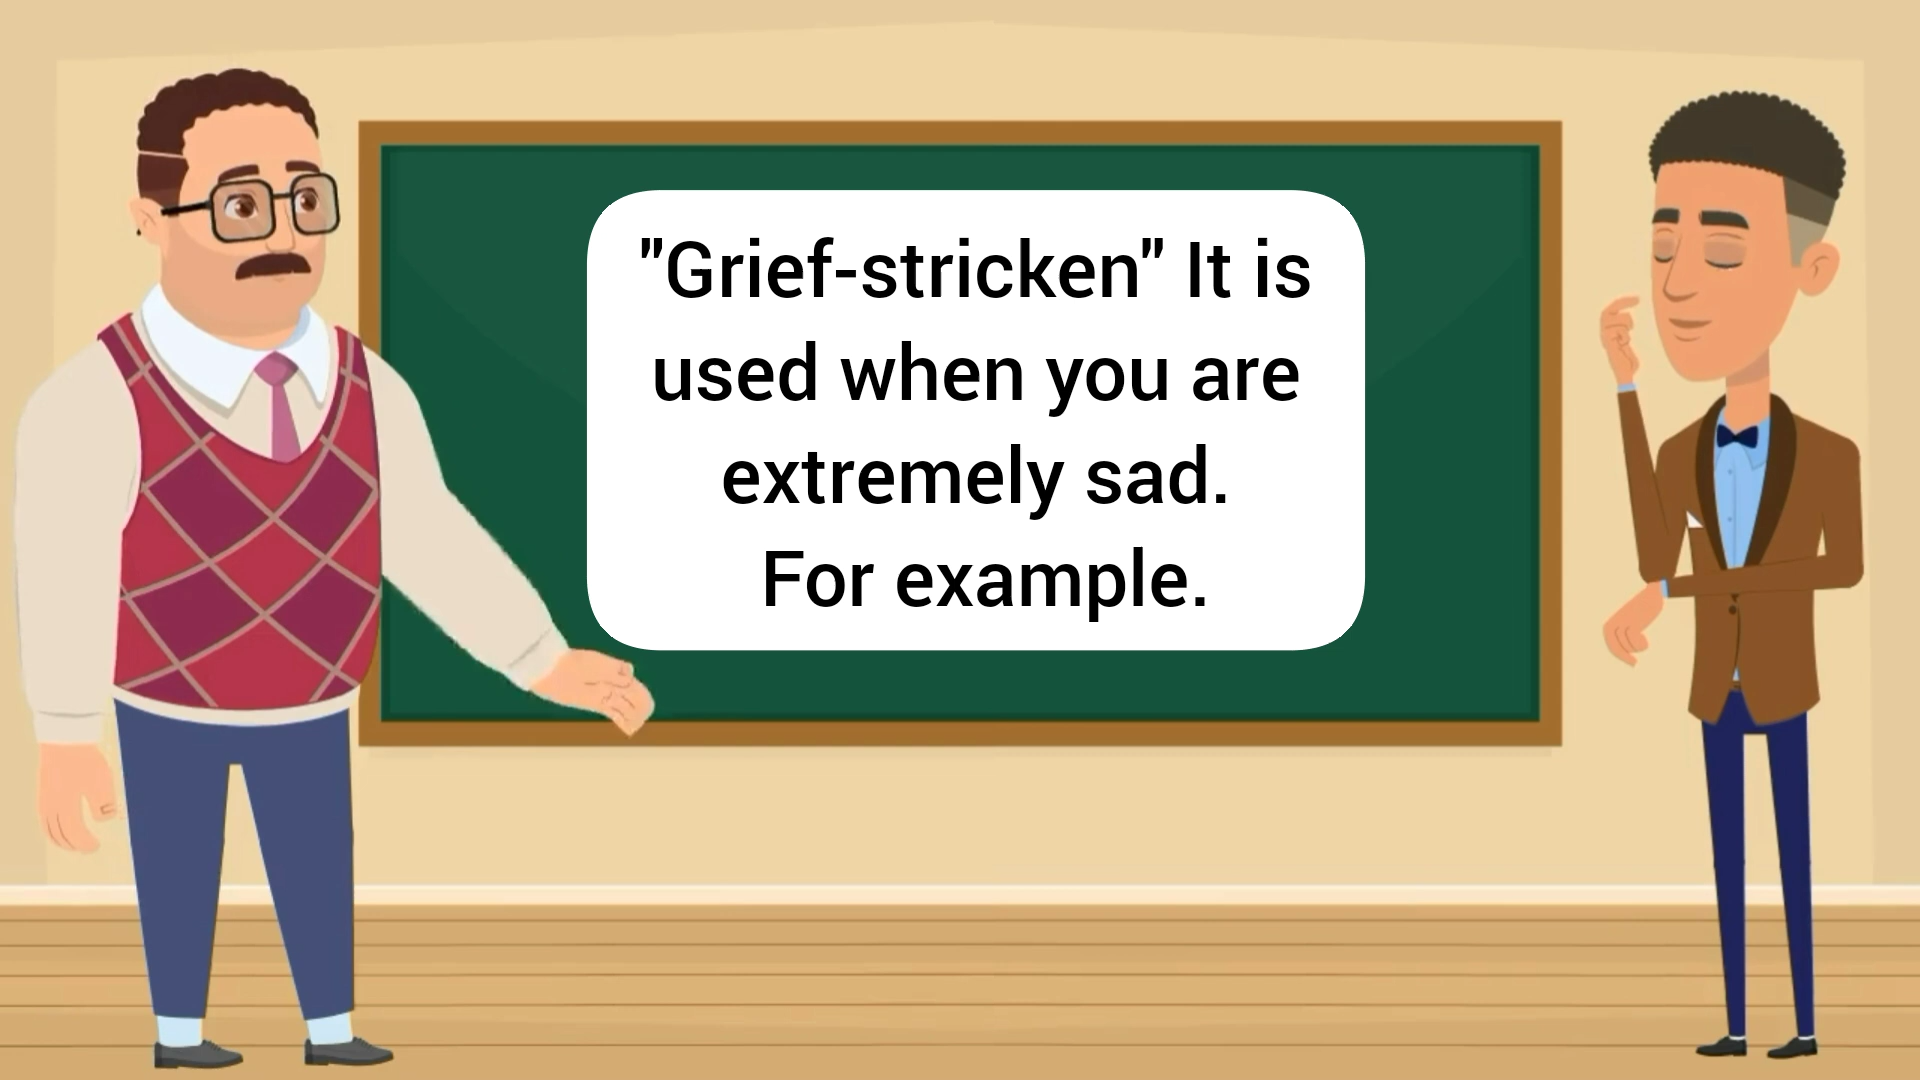 "Grief-stricken" It is
used when you are
extremely sad.
For example.